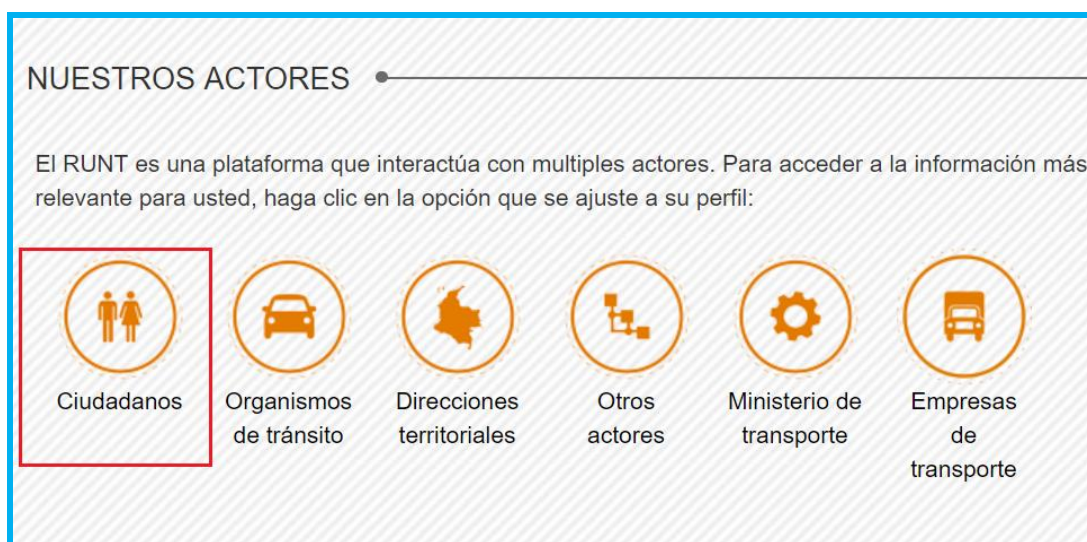 NUESTROS ACTORES
El RUNT es una plataforma que interactúa con multiples actores. Para acceder a la información más
relevante para usted, haga clic en la opción que se ajuste a su perfil:
Ciudadanos
Organismos
de tránsito
Direcciones
territoriales
Otros
actores
Ministerio de
transporte
Empresas
de
transporte